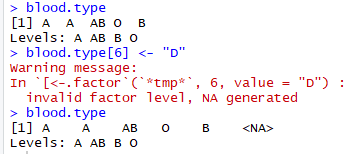 > blood.type
[1] A  A  AB O  B
Levels: A AB B O
> blood.type[6] <- "D"
Warning message:
In `[<-.factor`(`*tmp*`, 6, value = "D") :
  invalid factor level, NA generated
> blood.type
[1] A    A    AB   O    B    <NA>
Levels: A AB B O